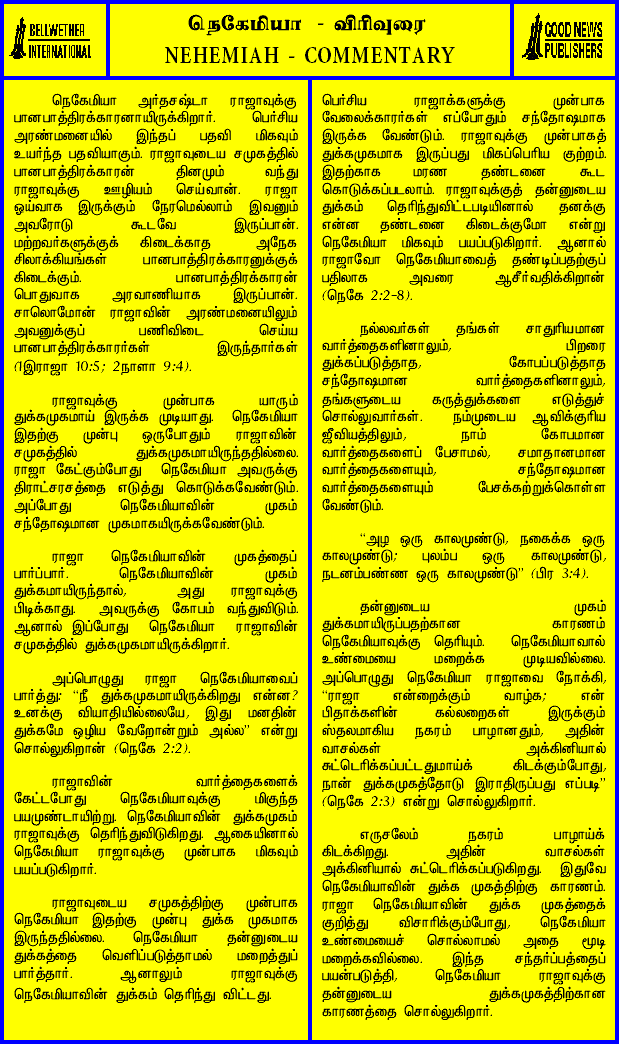 BELLWETHER
INTERNATIONAL
நெகேமியா - விரிவுரை
NEHEMIAH - COMMENTARY
GOOD NEWS
PUBLISHERS
நெகேமியா அர்தசஷ்டா ராஜாவுக்கு
பானபாத்திரக்காரனாயிருக்கிறார். பெர்சிய
அரண்மனையில் இந்தப் பதவி மிகவும்
உயர்ந்த பதவியாகும். ராஜாவுடைய சமுகத்தில்
பானபாத்திரக்காரன் தினமும் வந்து
ராஜாவுக்கு ஊழியம் செய்வான். ராஜா
ஓய்வாக இருக்கும் நேரமெல்லாம் இவனும்
அவரோடு கூடவே இருப்பான்.
மற்றவர்களுக்குக் கிடைக்காத அநேக
சிலாக்கியங்கள் பானபாத்திரக்காரனுக்குக்
கிடைக்கும். பானபாத்திரக்காரன்
பொதுவாக அரவாணியாக இருப்பான்.
சாலொமோன் ராஜாவின் அரண்மனையிலும்
அவனுக்குப் பணிவிடை செய்ய
பானபாத்திரக்காரர்கள் இருந்தார்கள்
(1இராஜா 10:5; 2நாளா 9:4).
ராஜாவுக்கு முன்பாக யாரும்
துக்கமுகமாய் இருக்க முடியாது. நெகேமியா
இதற்கு முன்பு ஒருபோதும் ராஜாவின்
சமுகத்தில் துக்கமுகமாயிருந்ததில்லை.
ராஜா கேட்கும்போது நெகேமியா அவருக்கு
திராட்சரசத்தை எடுத்து கொடுக்கவேண்டும்.
அப்போது நெகேமியாவின் முகம்
சந்தோஷமான முகமாகயிருக்கவேண்டும்.
ராஜா நெகேமியாவின் முகத்தைப்
பார்ப்பார். நெகேமியாவின் முகம்
துக்கமாயிருந்தால், அது ராஜாவுக்கு
பிடிக்காது. அவருக்கு கோபம் வந்துவிடும்.
ஆனால் இப்போது நெகேமியா ராஜாவின்
சமுகத்தில் துக்கமுகமாயிருக்கிறார்.
அப்பொழுது ராஜா நெகேமியாவைப்
பார்த்து: "நீ துக்கமுகமாயிருக்கிறது என்ன?
உனக்கு வியாதியில்லையே, இது மனதின்
துக்கமே ஒழிய வேறோன்றும் அல்ல" என்று
சொல்லுகிறான் (நெகே 2:2).
ராஜாவின் வார்த்தைகளைக்
கேட்டபோது நெகேமியாவுக்கு மிகுந்த
பயமுண்டாயிற்று. நெகேமியாவின் துக்கமுகம்
ராஜாவுக்கு தெரிந்துவிடுகிறது. ஆகையினால்
நெகேமியா ராஜாவுக்கு முன்பாக மிகவும்
பயப்படுகிறார்.
ராஜாவுடைய சமுகத்திற்கு முன்பாக
நெகேமியா இதற்கு முன்பு துக்க முகமாக
இருந்ததில்லை. நெகேமியா தன்னுடைய
துக்கத்தை வெளிப்படுத்தாமல் மறைத்துப்
பார்த்தார். ஆனாலும் ராஜாவுக்கு
நெகேமியாவின் துக்கம் தெரிந்து விட்டது.
பெர்சிய ராஜாக்களுக்கு முன்பாக
வேலைக்காரர்கள் எப்போதும் சந்தோஷமாக
இருக்க வேண்டும். ராஜாவுக்கு முன்பாகத்
துக்கமுகமாக இருப்பது மிகப்பெரிய குற்றம்.
இதற்காக மரண தண்டனை கூட
கொடுக்கப்படலாம். ராஜாவுக்குத் தன்னுடைய
துக்கம் தெரிந்துவிட்டபடியினால் தனக்கு
என்ன தண்டனை கிடைக்குமோ என்று
நெகேமியா மிகவும் பயப்படுகிறார். ஆனால்
ராஜாவோ நெகேமியாவைத் தண்டிப்பதற்குப்
பதிலாக அவரை ஆசீர்வதிக்கிறான்
(நெகே 2:2-8).
நல்லவர்கள் தங்கள் சாதுரியமான
வார்த்தைகளினாலும், பிறரை
துக்கப்படுத்தாத, கோபப்படுத்தாத
சந்தோஷமான வார்த்தைகளினாலும்,
தங்களுடைய கருத்துக்களை எடுத்துச்
சொல்லுவார்கள். நம்முடைய ஆவிக்குரிய
ஜீவியத்திலும், நாம் கோபமான
வார்த்தைகளைப் பேசாமல், சமாதானமான
வார்த்தைகளையும், சந்தோஷமான
வார்த்தைகளையும் பேசக்கற்றுக்கொள்ள
வேண்டும்.
"அழ ஒரு காலமுண்டு, நகைக்க ஒரு
காலமுண்டு; புலம்ப ஒரு காலமுண்டு,
நடனம்பண்ண ஒரு காலமுண்டு" (பிர 3:4).
தன்னுடைய முகம்
துக்கமாயிருப்பதற்கான காரணம்
நெகேமியாவுக்கு தெரியும். நெகேமியாவால்
உண்மையை மறைக்க முடியவில்லை.
அப்பொழுது நெகேமியா ராஜாவை நோக்கி,
"ராஜா என்றைக்கும் வாழ்க; என்
பிதாக்களின் கல்லறைகள் இருக்கும்
ஸ்தலமாகிய நகரம் பாழானதும், அதின்
வாசல்கள் அக்கினியால்
சுட்டெரிக்கப்பட்டதுமாய்க் கிடக்கும்போது,
நான் துக்கமுகத்தோடு இராதிருப்பது எப்படி"
(நெகே 2:3) என்று சொல்லுகிறார்.
எருசலேம் நகரம் பாழாய்க்
கிடக்கிறது. அதின் வாசல்கள்
அக்கினியால் சுட்டெரிக்கப்படுகிறது. இதுவே
நெகேமியாவின் துக்க முகத்திற்கு காரணம்.
ராஜா நெகேமியாவின் துக்க முகத்தைக்
குறித்து விசாரிக்கும்போது, நெகேமியா
உண்மையைச் சொல்லாமல் அதை மூடி
மறைக்கவில்லை. இந்த சந்தர்ப்பத்தைப்
பயன்படுத்தி, நெகேமியா ராஜாவுக்கு
தன்னுடைய துக்கமுகத்திற்கான
காரணத்தை சொல்லுகிறார்.